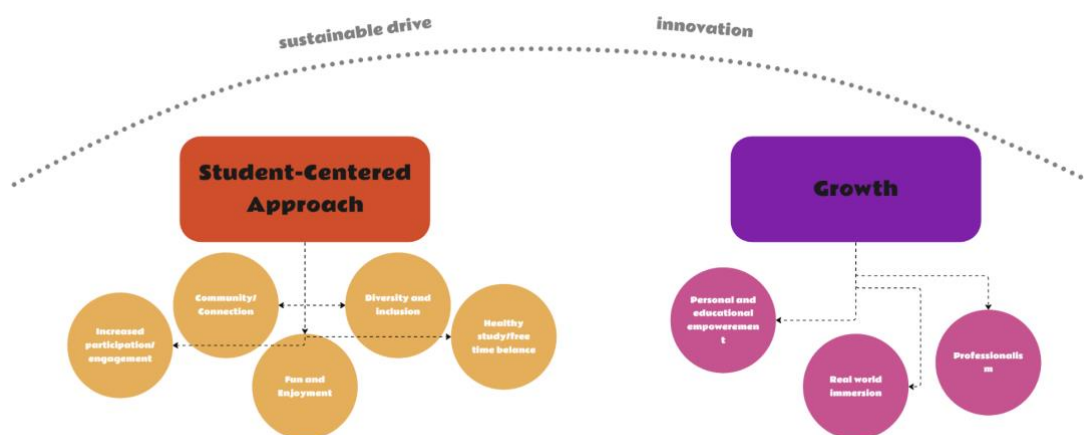 sustainable drive
innovation
Student-Centered
Approach
Growth
Community/
Connection
Diversity and
inclusion
Increased
participation/
engagement
Healthy
study/free
time balance
Fun and
Enjoyment
Personal and
educational
empoweremen
t
Real world
immersion
Professionalis
m